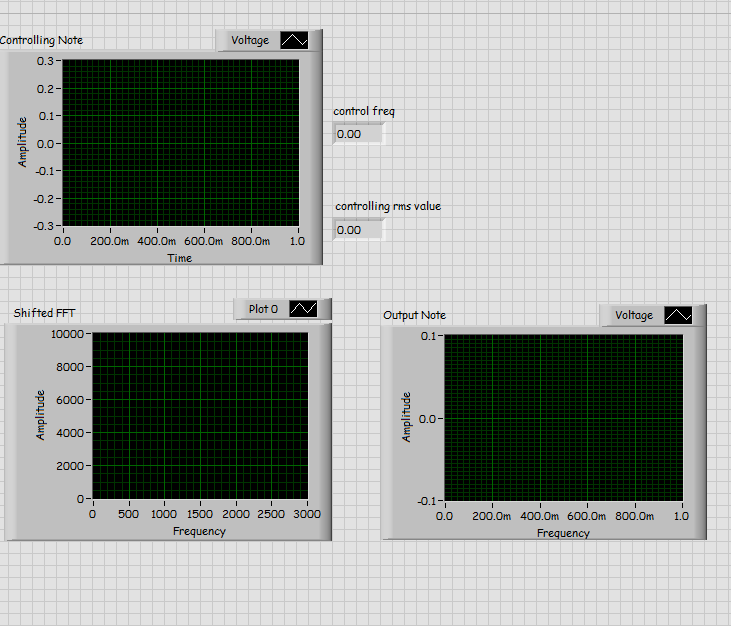 Controlling Note
Voltage
0.3
0.2
0.1
0.0
-0.1
-0.2
-0.3
Amplitude
0.0 200.0m 400.0m 600.0m 800.0m 1.0
Time
control freq
0.00
controlling rms value
0.00
Shifted FFT
Plot 0
10000
8000
6000
4000
2000
0
Amplitude
0 500 1000 1500 2000 2500 3000
Frequency
Output Note
Voltage
0.1
0.0
-0.1
Amplitude
0.0 200.0m 400.0m 600.0m 800.0m 1.0
Frequency